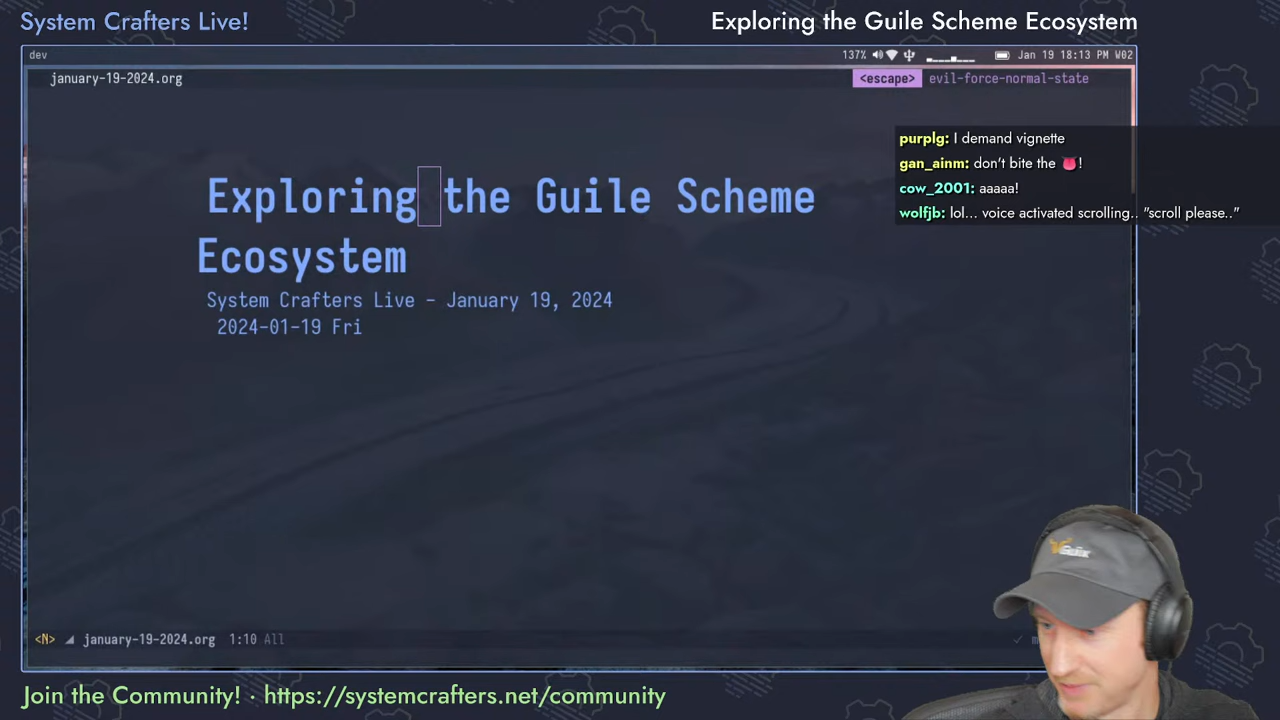 System Crafters Live!
Exploring the Guile Scheme Ecosystem
dev
137%
Jan 19 18:13 PM W02
january-19-2024.org
<escape> evil-force-normal-state
purplg: I demand vignette
gan_ainm: don't bite the 👅!
cow_2001: aaaaa!
wolfjb: lol... voice activated scrolling.. "scroll please.."
Exploring the Guile Scheme
Ecosystem
System Crafters Live – January 19, 2024
2024-01-19 Fri
Guix
<N> january-19-2024.org 1:10 All
Join the Community! · https://systemcrafters.net/community